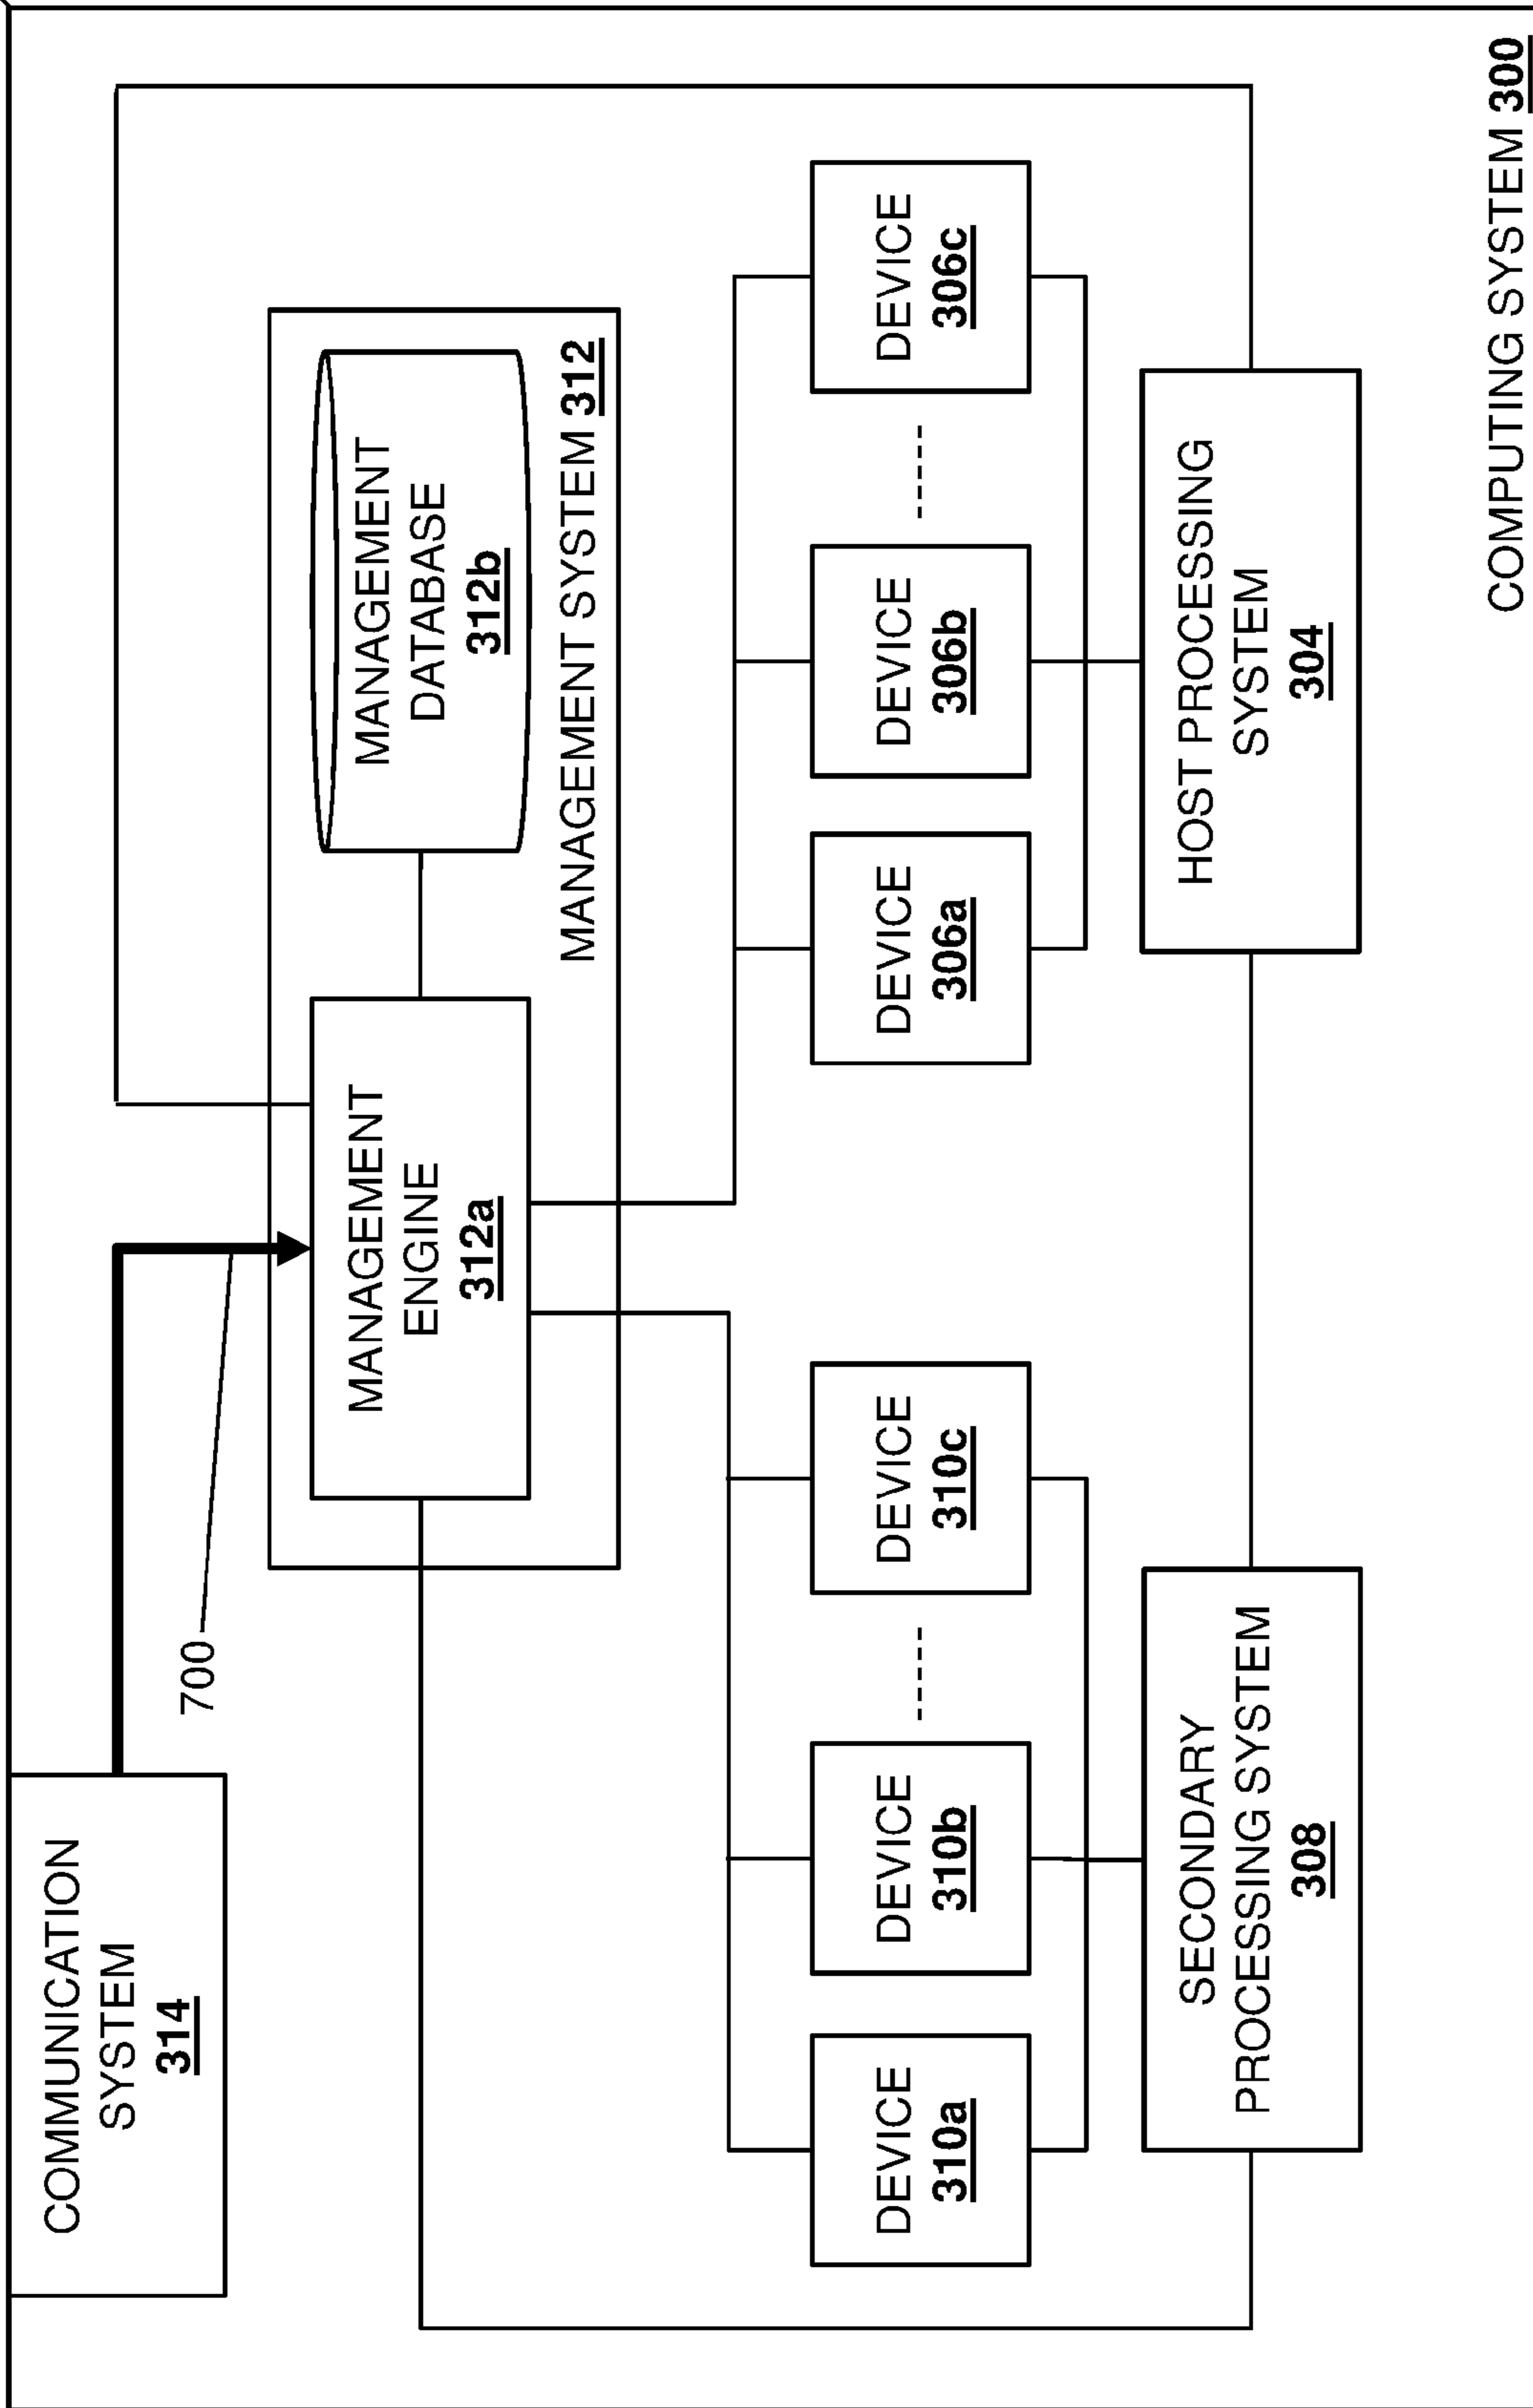 COMMUNICATION
SYSTEM
314
700
MANAGEMENT
ENGINE
312a
MANAGEMENT
DATABASE
312b
MANAGEMENT SYSTEM 312
DEVICE
310a
DEVICE
310b
DEVICE
310c
DEVICE
306a
DEVICE
306b
DEVICE
306c
SECONDARY
PROCESSING SYSTEM
308
HOST PROCESSING
SYSTEM
304
COMPUTING SYSTEM 300